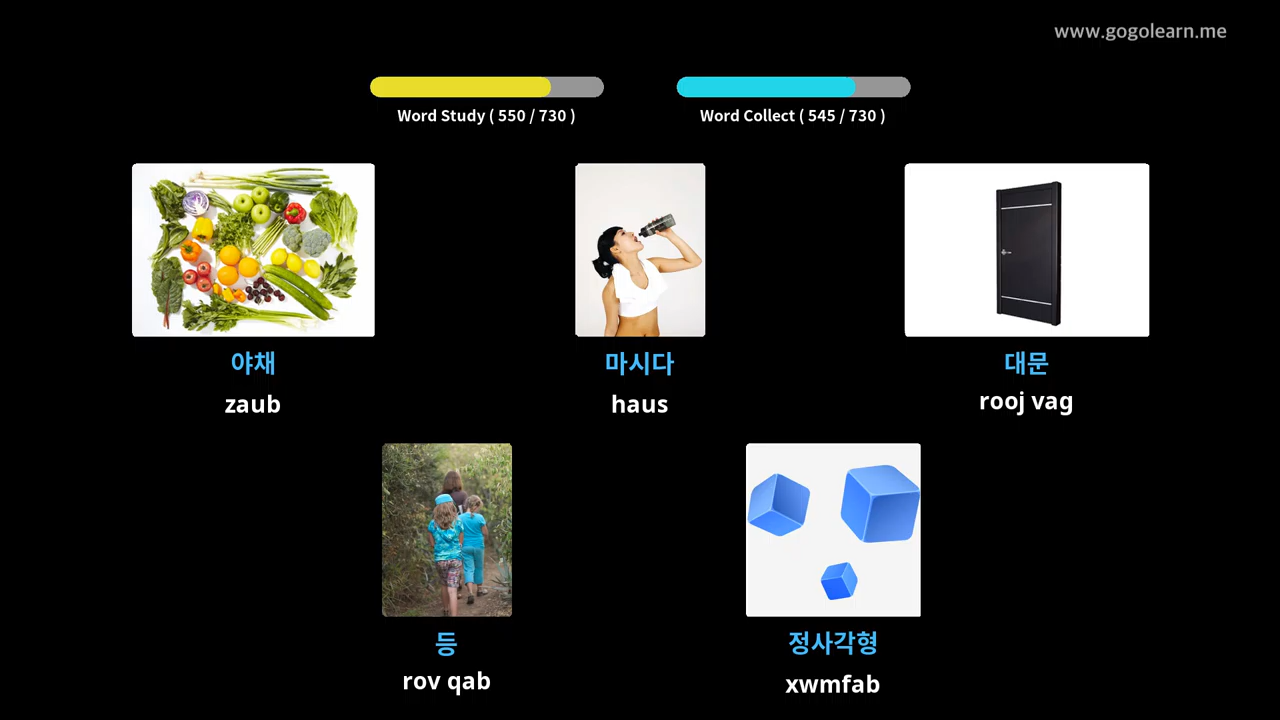 www.gogolearn.me
Word Study ( 550 / 730 )
Word Collect ( 545 / 730 )
야채
마시다
대문
zaub
haus
rooj vag
등
정사각형
rov qab
xwmfab